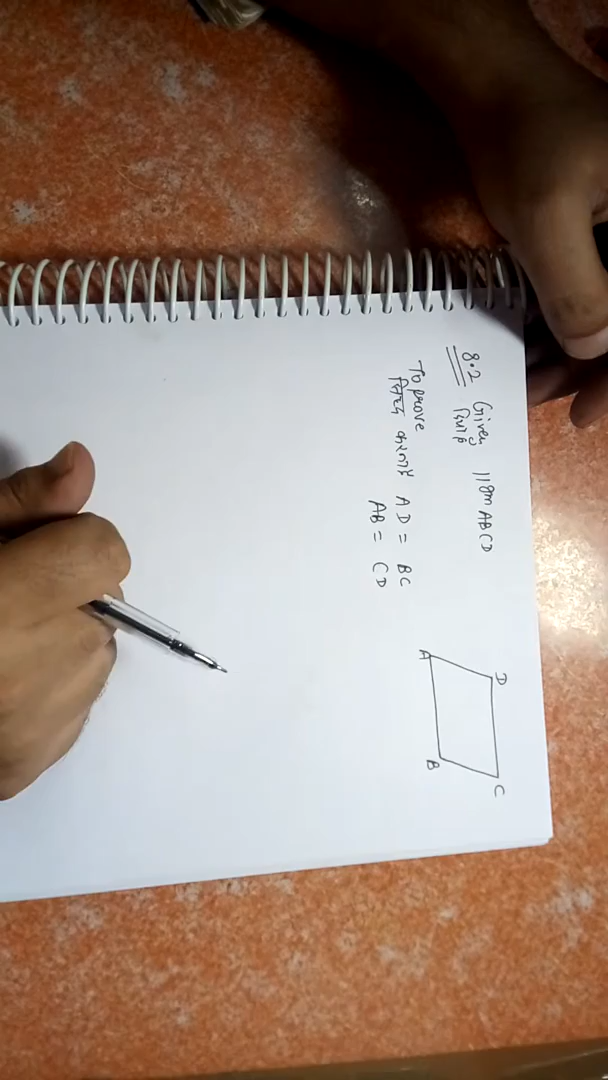 8.2 Given ||gm ABCD
दिया है
To prove
सिद्ध करना है AD = BC
AB = CD
D
C
A
B